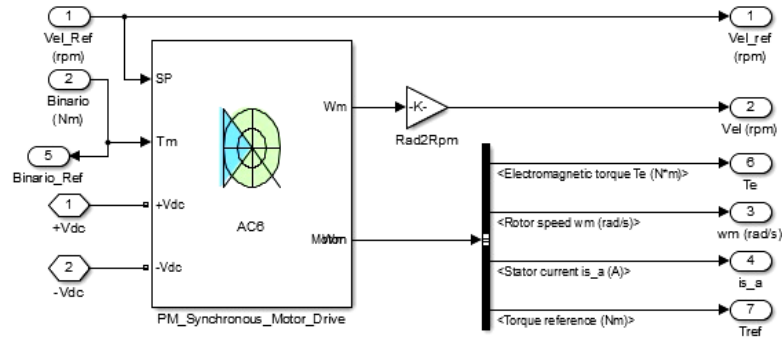 1
Vel_Ref
(rpm)
2
Binario
(Nm)
5
Binario_Ref
1
+Vdc
2
-Vdc
SP
Tm
+Vdc
-Vdc
Wm
AC6
PM_Synchronous_Motor_Drive
-K-
Rad2Rpm
<Electromagnetic torque Te (N*m)>
<Rotor speed wm (rad/s)>
<Stator current is_a (A)>
<Torque reference (Nm)>
1
Vel_ref
(rpm)
2
Vel (rpm)
6
Te
3
wm (rad/s)
4
is_a
7
Tref